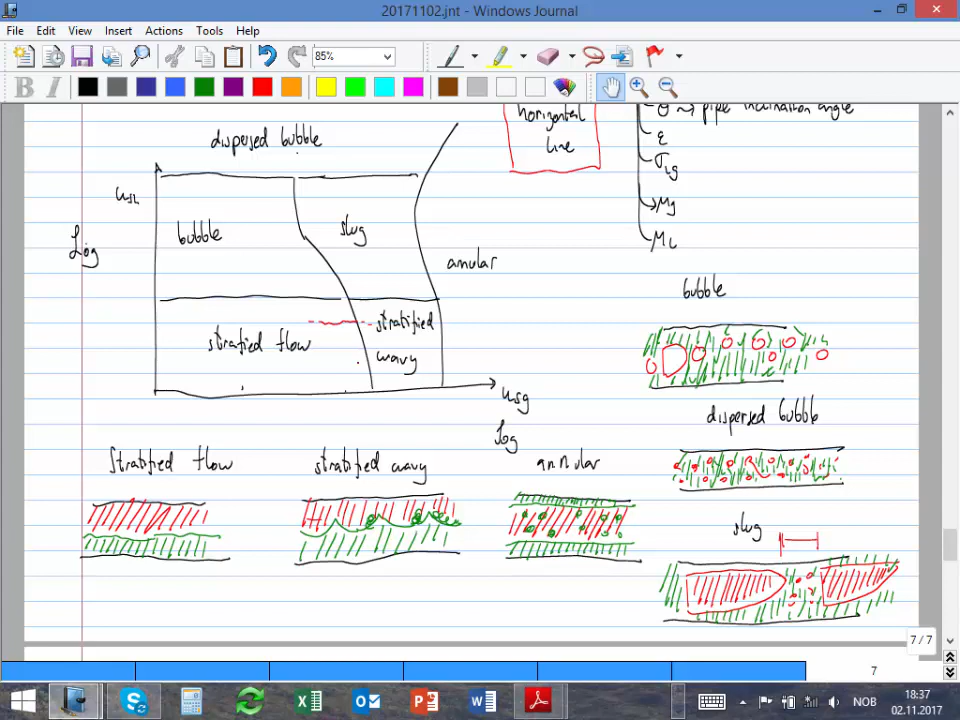 20171102.jnt - Windows Journal
File Edit View Insert Actions Tools Help
85%
B I
θ → pipe inclination angle
horizontal
line
ε
σLg
μg
μL
dispersed bubble
usL
Log
bubble
slug
annular
stratified flow
stratified
wavy
usg
log
bubble
dispersed bubble
Stratified flow
stratified wavy
annular
slug
7 / 7
7
NOB
18:37
02.11.2017